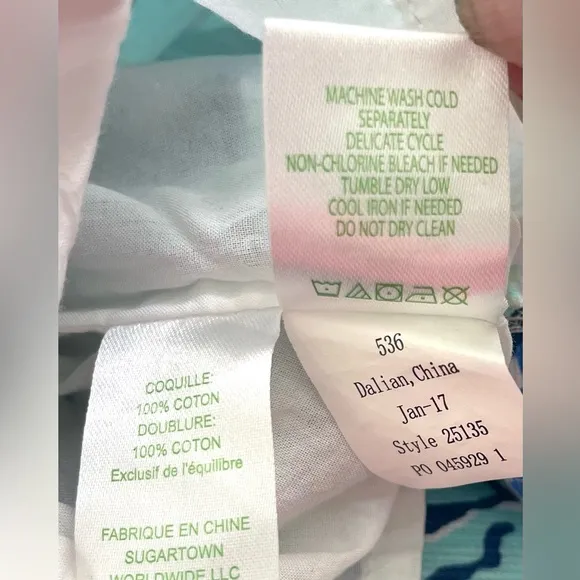 MACHINE WASH COLD
SEPARATELY
DELICATE CYCLE
NON-CHLORINE BLEACH IF NEEDED
TUMBLE DRY LOW
COOL IRON IF NEEDED
DO NOT DRY CLEAN
536
Dalian, China
Jan-17
Style 25135
PO 045929 1
COQUILLE:
100% COTON
DOUBLURE:
100% COTON
Exclusif de l'équilibre
FABRIQUE EN CHINE
SUGARTOWN
WORLDWIDE LLC